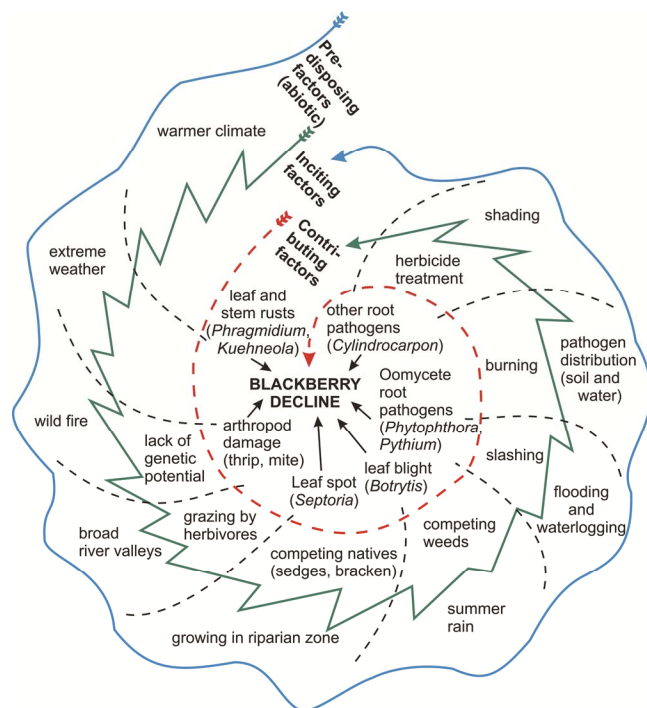 Pre-
disposing
factors
(abiotic)
Inciting
factors
Contri-
buting
factors
warmer climate
extreme
weather
wild fire
broad
river valleys
growing in riparian zone
summer
rain
flooding
and waterlogging
pathogen
distribution
(soil and
water)
shading
herbicide
treatment
burning
slashing
competing
weeds
competing natives
(sedges, bracken)
grazing by
herbivores
lack of
genetic
potential
leaf and
stem rusts
(Phragmidium,
Kuehneola)
other root
pathogens
(Cylindrocarpon)
BLACKBERRY
DECLINE
Oomycete
root
pathogens
(Phytophthora,
Pythium)
arthropod
damage
(thrip, mite)
Leaf spot
(Septoria)
leaf blight
(Botrytis)